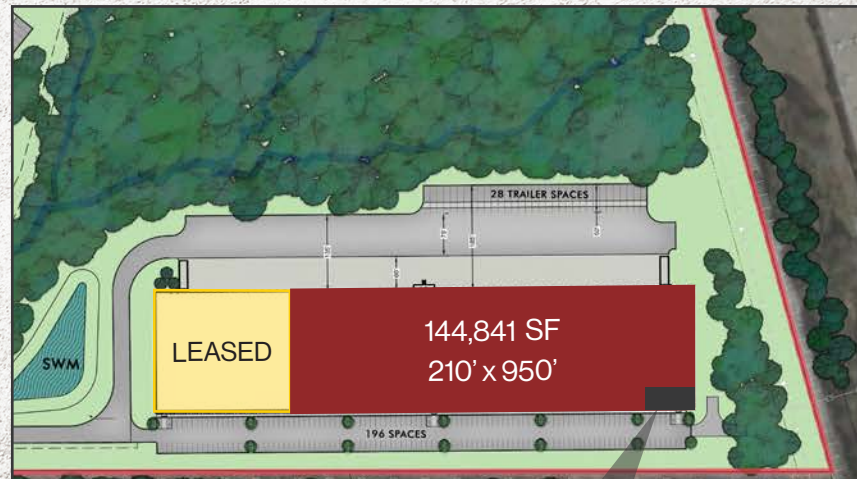 28 TRAILER SPACES
LEASED
144,841 SF
210’ x 950’
SWM
196 SPACES